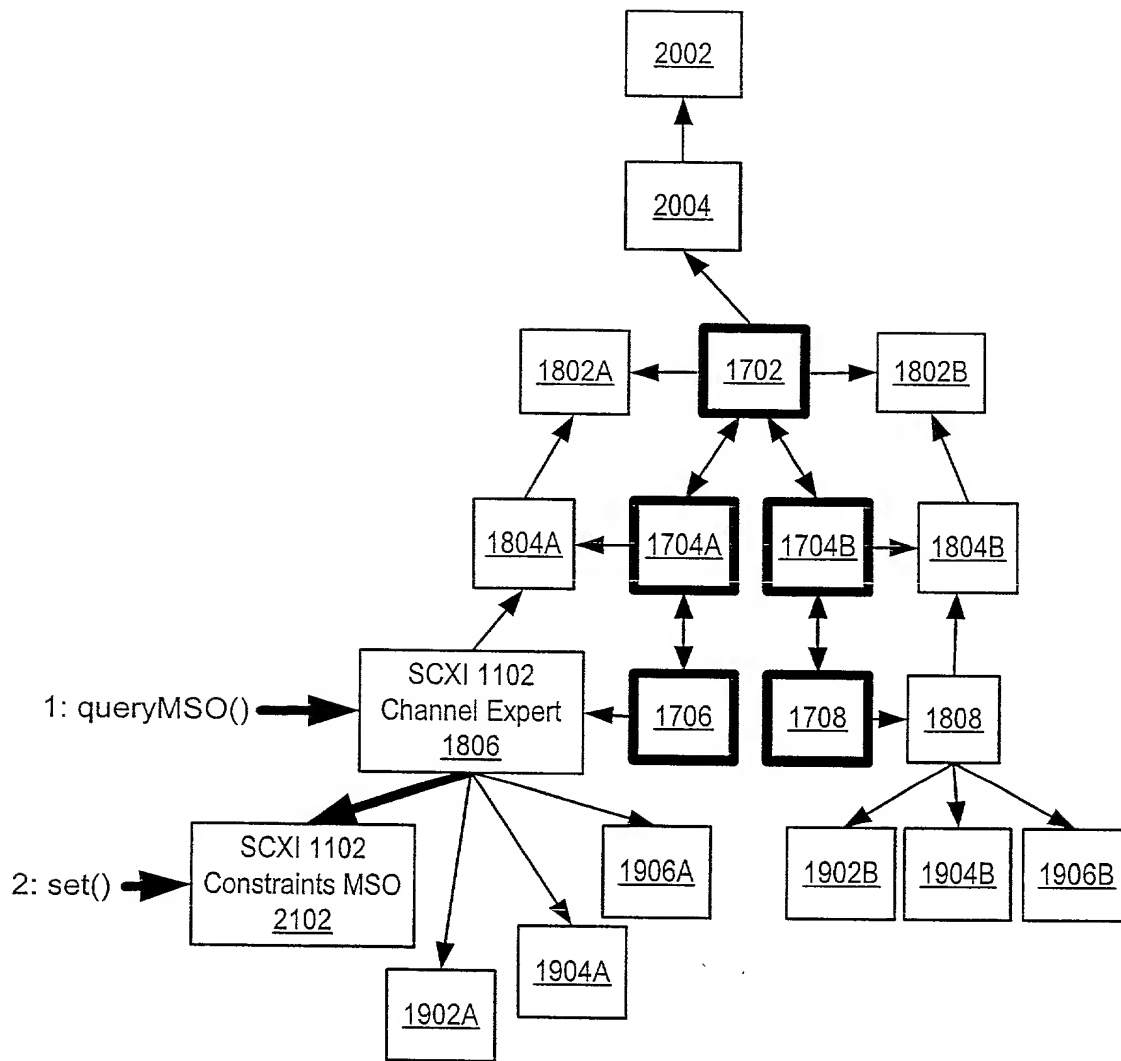 2002
2004
1802A
1702
1802B
1804A
1704A
1704B
1804B
1: queryMSO()
SCXI 1102
Channel Expert
1806
1706
1708
1808
2: set()
SCXI 1102
Constraints MSO
2102
1906A
1902B
1904B
1906B
1904A
1902A